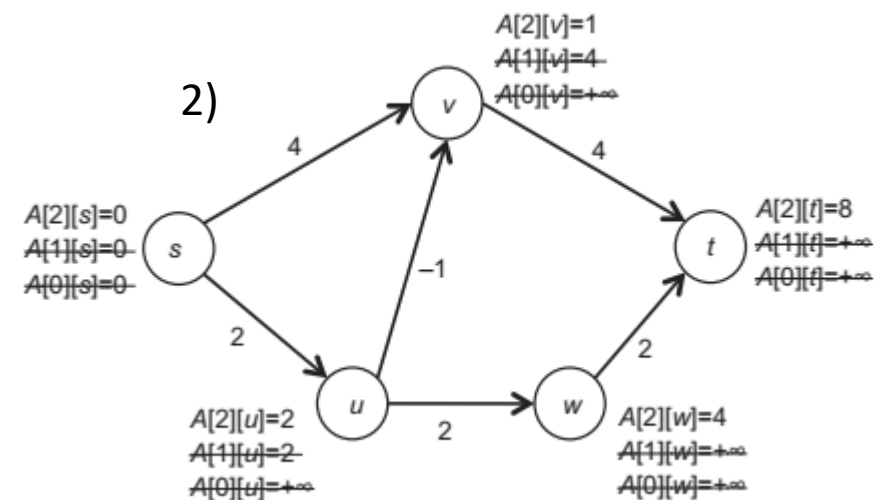 2)
A[2][v]=1
A[1][v]=4
A[0][v]=+∞
v
4
4
A[2][s]=0
A[1][s]=0
A[0][s]=0
s
A[2][t]=8
A[1][t]=+∞
A[0][t]=+∞
t
–1
2
2
u
w
2
A[2][u]=2
A[1][u]=2
A[0][u]=+∞
A[2][w]=4
A[1][w]=+∞
A[0][w]=+∞